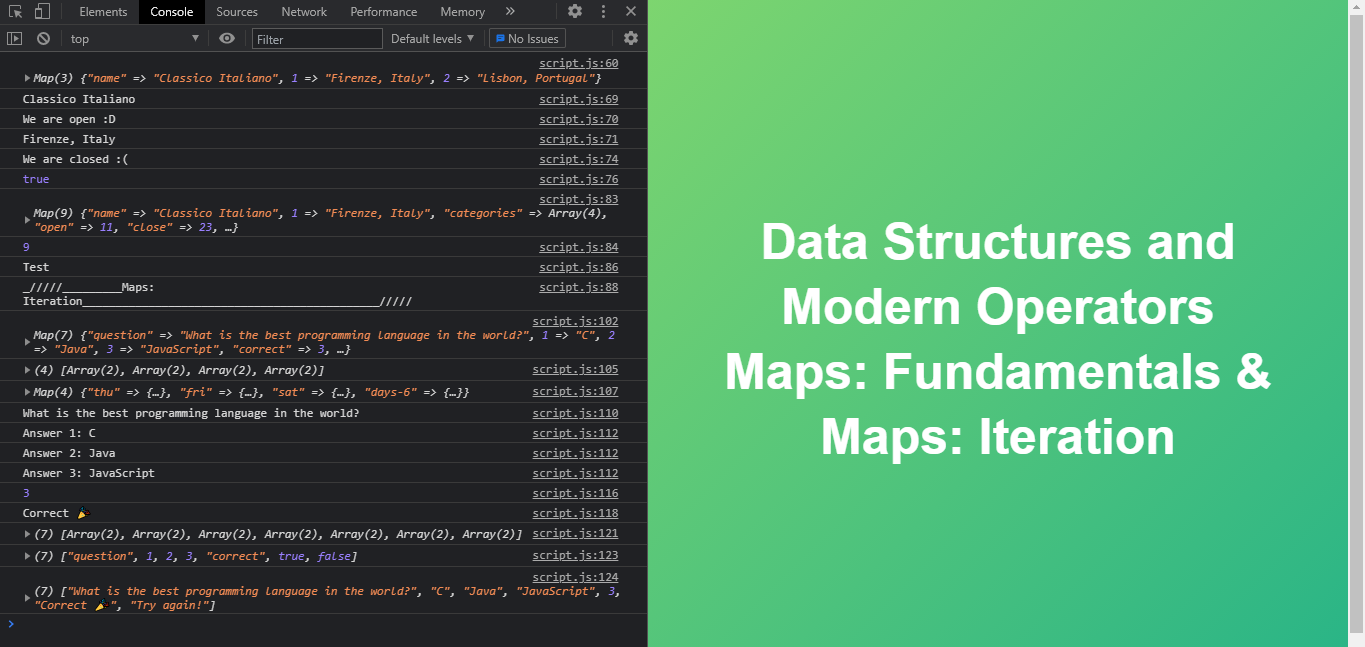 Elements Console Sources Network Performance Memory »
top ▼ Filter Default levels ▼ No Issues
script.js:60
▶ Map(3) {"name" => "Classico Italiano", 1 => "Firenze, Italy", 2 => "Lisbon, Portugal"}
Classico Italiano script.js:69
We are open :D script.js:70
Firenze, Italy script.js:71
We are closed :( script.js:74
true script.js:76
script.js:83
▶ Map(9) {"name" => "Classico Italiano", 1 => "Firenze, Italy", "categories" => Array(4),
"open" => 11, "close" => 23, …}
9 script.js:84
Test script.js:86
_/////_________Maps: script.js:88
Iteration_____________________________________________/////
script.js:102
▶ Map(7) {"question" => "What is the best programming language in the world?", 1 => "C", 2
=> "Java", 3 => "JavaScript", "correct" => 3, …}
▶ (4) [Array(2), Array(2), Array(2), Array(2)] script.js:105
▶ Map(4) {"thu" => {…}, "fri" => {…}, "sat" => {…}, "days-6" => {…}} script.js:107
What is the best programming language in the world? script.js:110
Answer 1: C script.js:112
Answer 2: Java script.js:112
Answer 3: JavaScript script.js:112
3 script.js:116
Correct 🎉 script.js:118
▶ (7) [Array(2), Array(2), Array(2), Array(2), Array(2), Array(2), Array(2)] script.js:121
▶ (7) ["question", 1, 2, 3, "correct", true, false] script.js:123
script.js:124
▶ (7) ["What is the best programming language in the world?", "C", "Java", "JavaScript", 3,
"Correct 🎉", "Try again!"]
Data Structures and
Modern Operators
Maps: Fundamentals &
Maps: Iteration